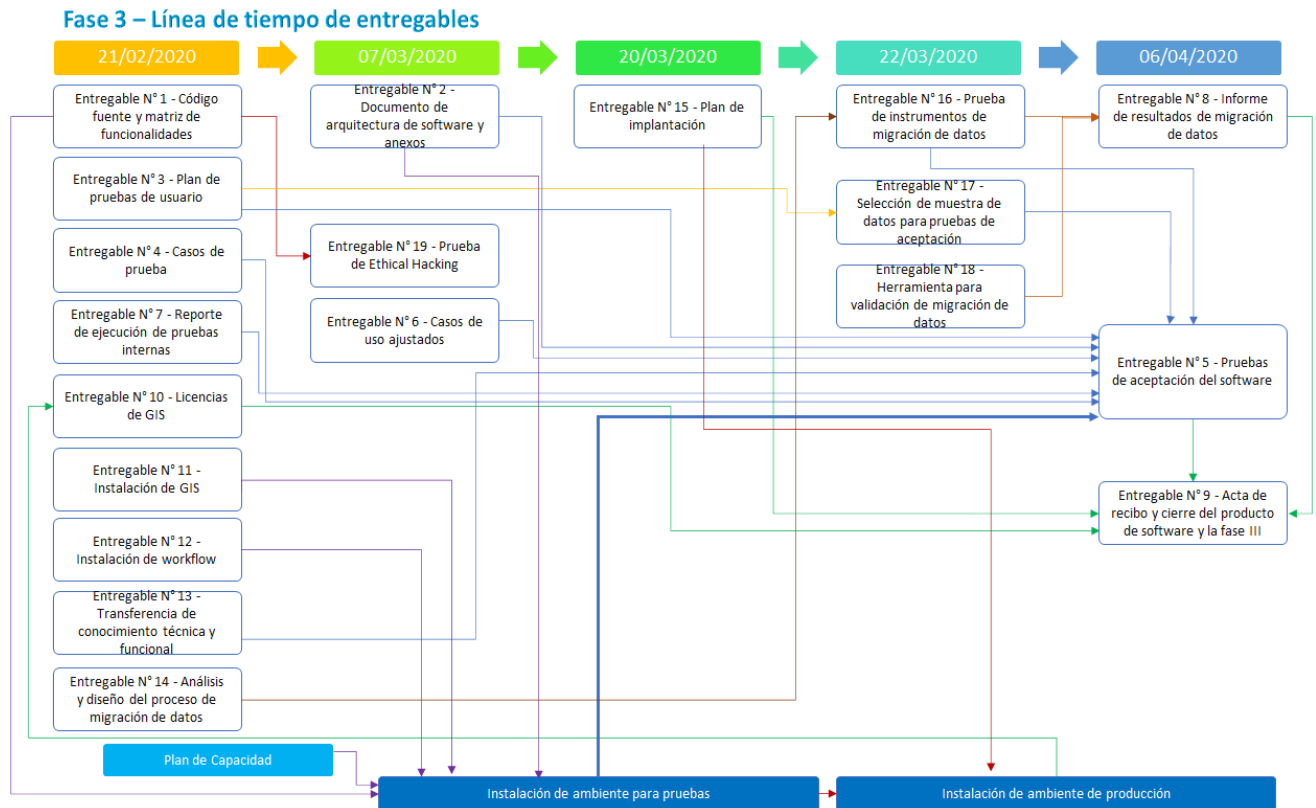 Fase 3 – Línea de tiempo de entregables
21/02/2020
07/03/2020
20/03/2020
22/03/2020
06/04/2020
Entregable N° 1 - Código
fuente y matriz de
funcionalidades
Entregable N° 3 - Plan de
pruebas de usuario
Entregable N° 4 - Casos de
prueba
Entregable N° 7 - Reporte
de ejecución de pruebas
internas
Entregable N° 10 - Licencias
de GIS
Entregable N° 11 -
Instalación de GIS
Entregable N° 12 -
Instalación de workflow
Entregable N° 13 -
Transferencia de
conocimiento técnica y
funcional
Entregable N° 14 - Análisis
y diseño del proceso de
migración de datos
Entregable N° 2 -
Documento de
arquitectura de software y
anexos
Entregable N° 19 - Prueba
de Ethical Hacking
Entregable N° 6 - Casos de
uso ajustados
Entregable N° 15 - Plan de
implantación
Entregable N° 16 - Prueba
de instrumentos de
migración de datos
Entregable N° 17 -
Selección de muestra de
datos para pruebas de
aceptación
Entregable N° 18 -
Herramienta para
validación de migración de
datos
Entregable N° 8 - Informe
de resultados de migración
de datos
Entregable N° 5 - Pruebas
de aceptación del software
Entregable N° 9 - Acta de
recibo y cierre del producto
de software y la fase III
Plan de Capacidad
Instalación de ambiente para pruebas
Instalación de ambiente de producción